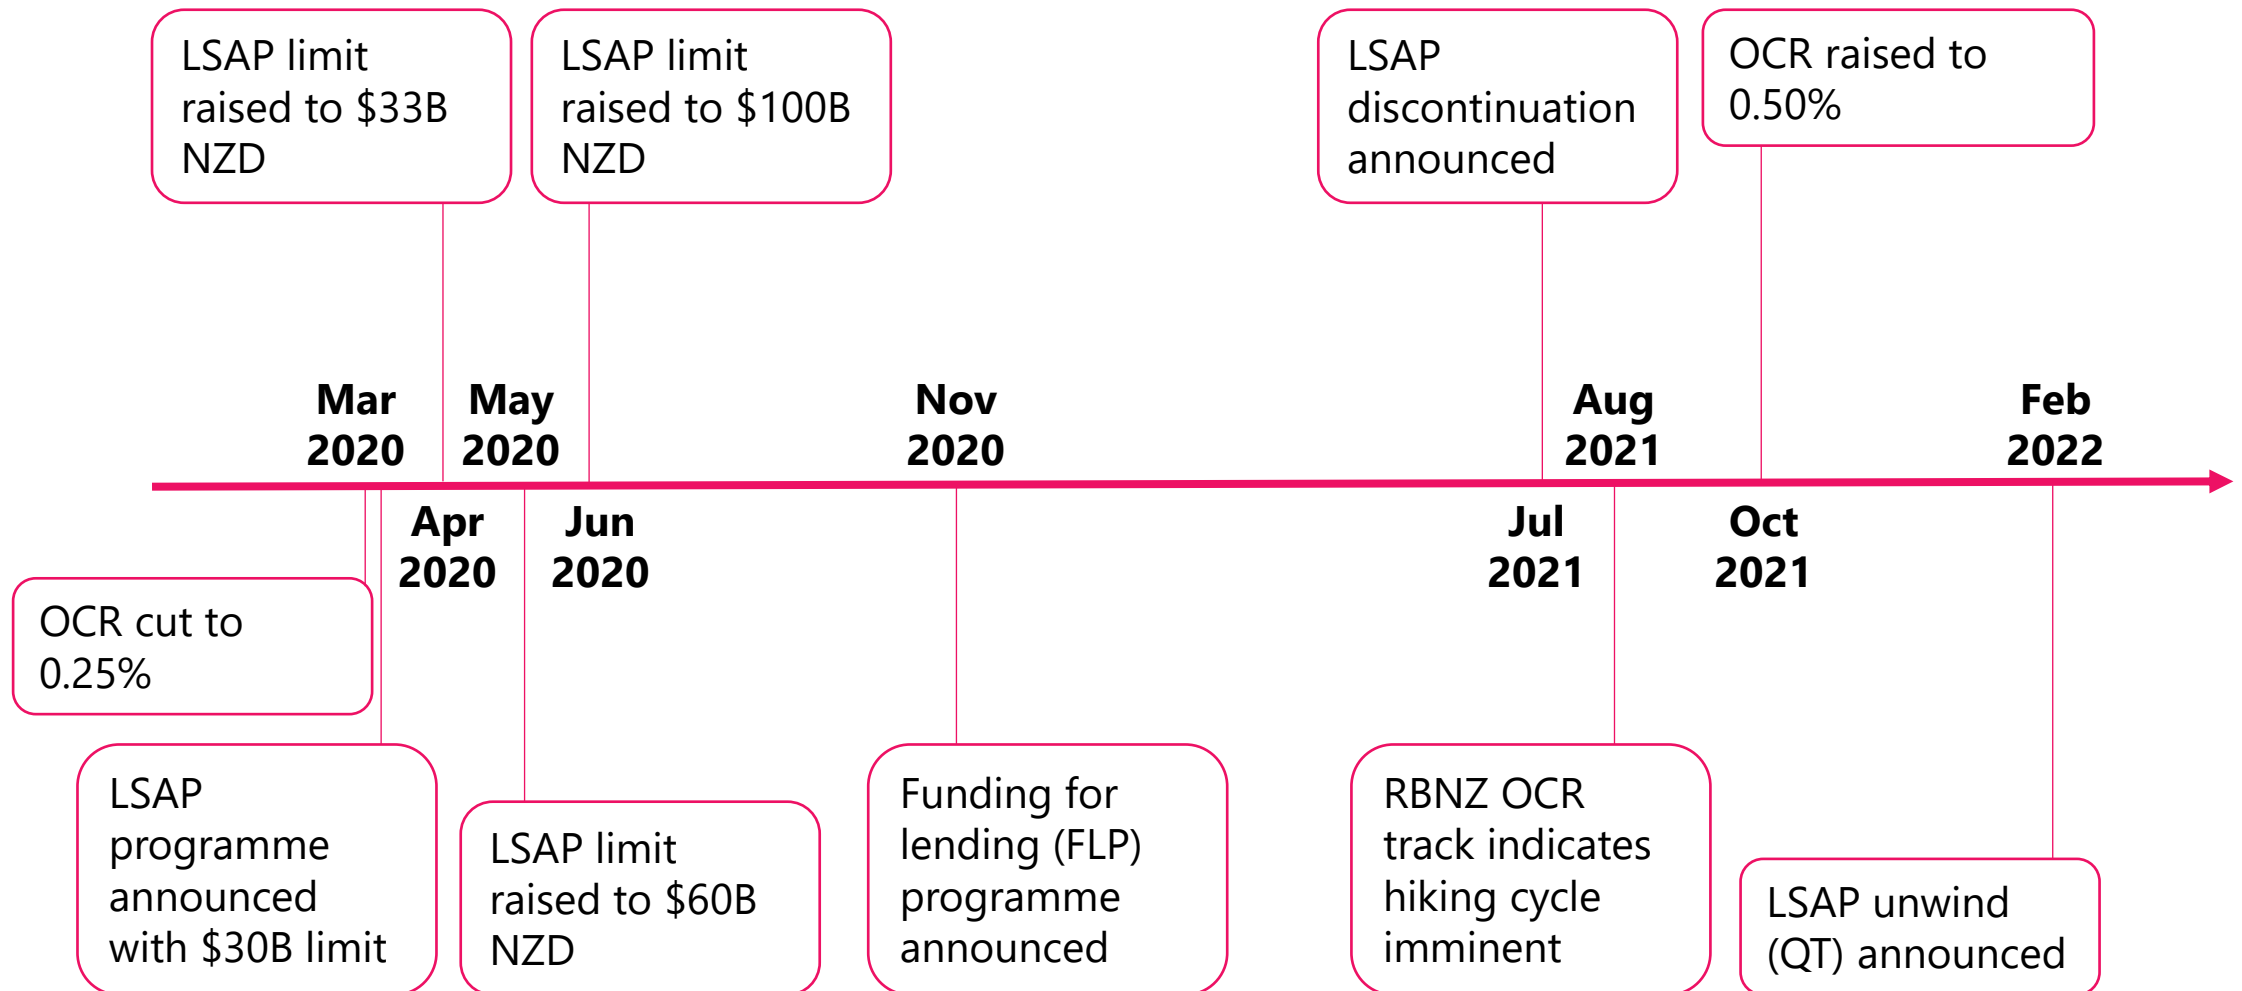 LSAP limit
raised to $33B
NZD
LSAP limit
raised to $100B
NZD
LSAP
discontinuation
announced
OCR raised to
0.50%
Mar
2020
May
2020
Nov
2020
Aug
2021
Feb
2022
Apr
2020
Jun
2020
Jul
2021
Oct
2021
OCR cut to
0.25%
LSAP
programme
announced
with $30B limit
LSAP limit
raised to $60B
NZD
Funding for
lending (FLP)
programme
announced
RBNZ OCR
track indicates
hiking cycle
imminent
LSAP unwind
(QT) announced